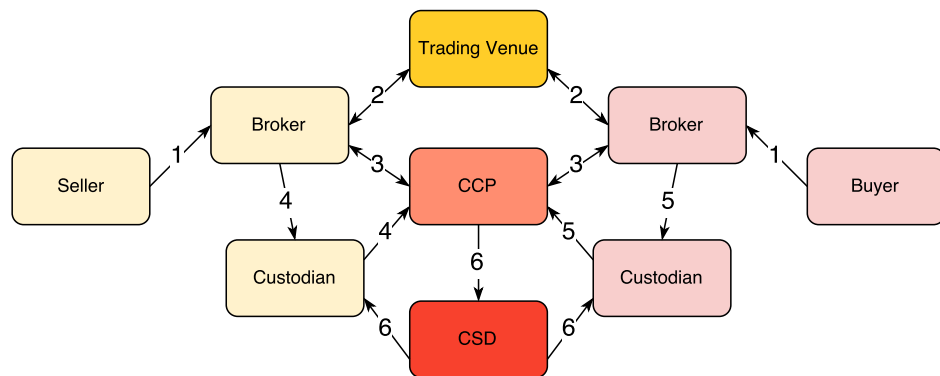 Trading Venue
2
2
Broker
Broker
1
3
3
1
Seller
CCP
Buyer
4
5
4
5
Custodian
6
Custodian
6
CSD
6